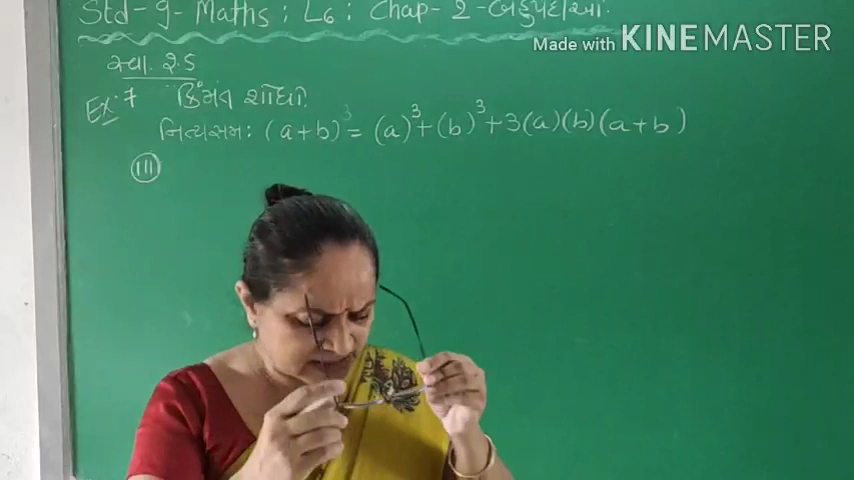 Std - 9 - Maths : L6 : Chap - 2 - બહુપદીઓ.
Made with KINEMASTER
સ્વા. 2.5
Ex. 7 કિંમત શોધો.
નિત્યસમ: (a+b)³ = (a)³ + (b)³ + 3(a)(b)(a+b)
(III)